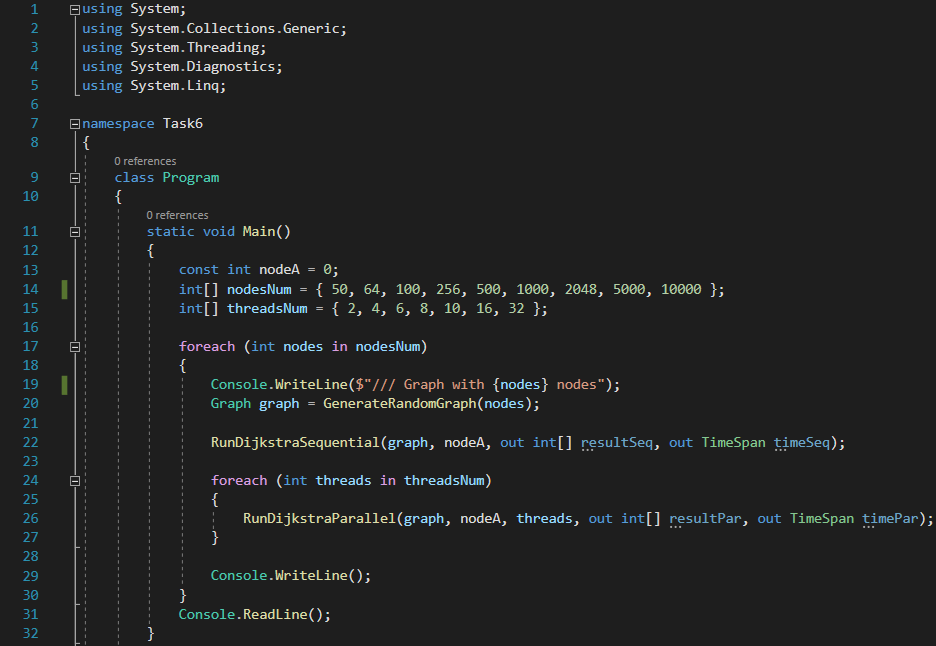 1 using System;
2 using System.Collections.Generic;
3 using System.Threading;
4 using System.Diagnostics;
5 using System.Linq;
6
7 namespace Task6
8 {
0 references
9 class Program
10 {
0 references
11 static void Main()
12 {
13 const int nodeA = 0;
14 int[] nodesNum = { 50, 64, 100, 256, 500, 1000, 2048, 5000, 10000 };
15 int[] threadsNum = { 2, 4, 6, 8, 10, 16, 32 };
16
17 foreach (int nodes in nodesNum)
18 {
19 Console.WriteLine($"/// Graph with {nodes} nodes");
20 Graph graph = GenerateRandomGraph(nodes);
21
22 RunDijkstraSequential(graph, nodeA, out int[] resultSeq, out TimeSpan timeSeq);
23
24 foreach (int threads in threadsNum)
25 {
26 RunDijkstraParallel(graph, nodeA, threads, out int[] resultPar, out TimeSpan timePar);
27 }
28
29 Console.WriteLine();
30 }
31 Console.ReadLine();
32 }